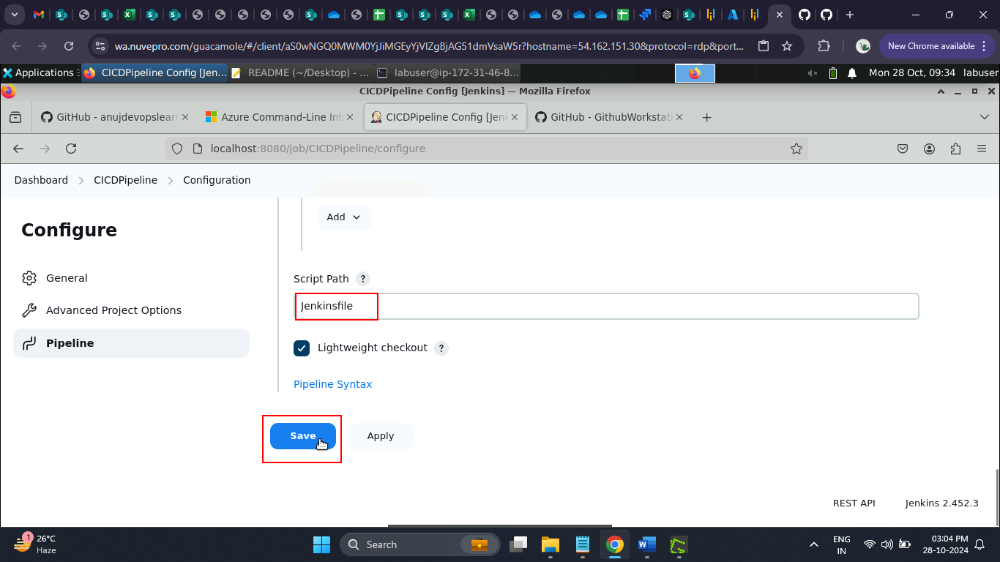 wa.nuvepro.com/guacamole/#/client/aS0wNGQ0MWM0YjJiMGEyYjVlZgBjAG51dmVsaW5r?hostname=54.162.151.30&protocol=rdp&port...
New Chrome available
Applications
CICDPipeline Config [Jen...
README (~/Desktop) - ...
labuser@ip-172-31-46-8...
Mon 28 Oct, 09:34
labuser
CICDPipeline Config [Jenkins] — Mozilla Firefox
GitHub - anujdevopslearn
Azure Command-Line Int
CICDPipeline Config [Jenk
GitHub - GithubWorkstati
localhost:8080/job/CICDPipeline/configure
Dashboard
CICDPipeline
Configuration
Configure
General
Advanced Project Options
Pipeline
Add
Script Path ?
Jenkinsfile
Lightweight checkout ?
Pipeline Syntax
Save
Apply
REST API
Jenkins 2.452.3
1
26°C
Haze
Search
ENG
IN
03:04 PM
28-10-2024